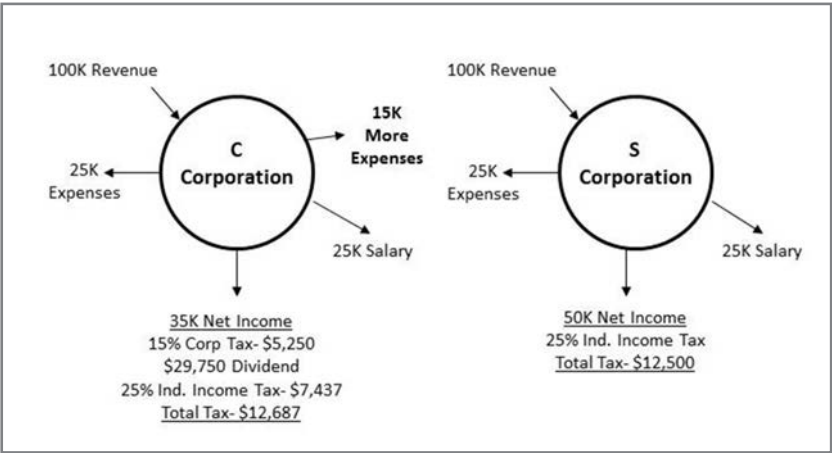 100K Revenue
15K
More
Expenses
C
Corporation
25K
Expenses
25K Salary
35K Net Income
15% Corp Tax- $5,250
$29,750 Dividend
25% Ind. Income Tax- $7,437
Total Tax- $12,687
100K Revenue
S
Corporation
25K
Expenses
25K Salary
50K Net Income
25% Ind. Income Tax
Total Tax- $12,500